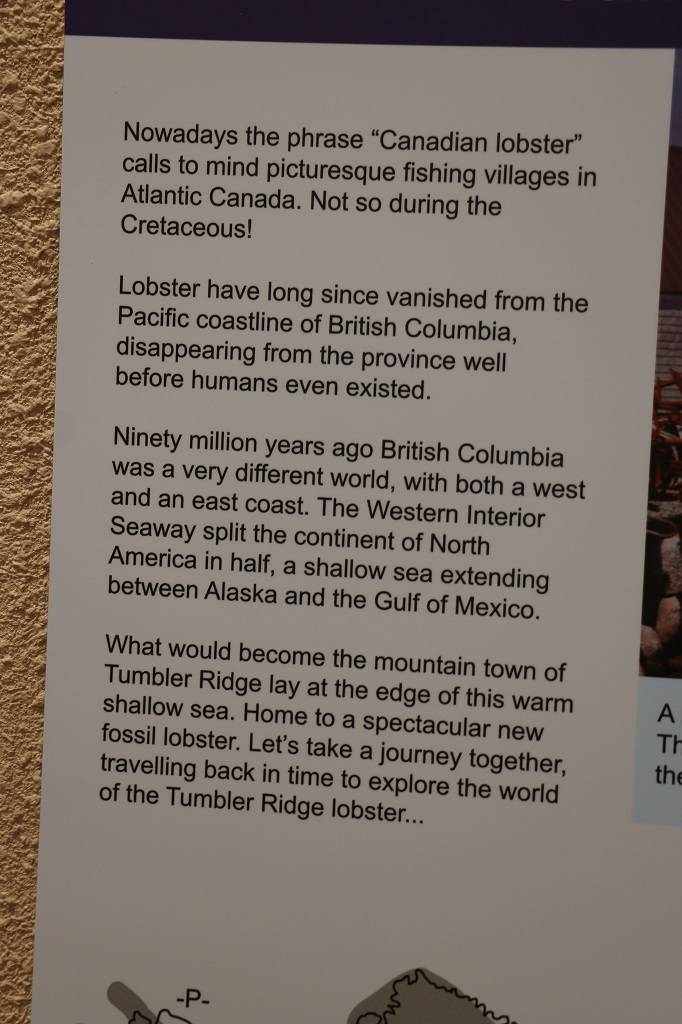 Nowadays the phrase “Canadian lobster”
calls to mind picturesque fishing villages in
Atlantic Canada. Not so during the
Cretaceous!
Lobster have long since vanished from the
Pacific coastline of British Columbia,
disappearing from the province well
before humans even existed.
Ninety million years ago British Columbia
was a very different world, with both a west
and an east coast. The Western Interior
Seaway split the continent of North
America in half, a shallow sea extending
between Alaska and the Gulf of Mexico.
What would become the mountain town of
Tumbler Ridge lay at the edge of this warm
shallow sea. Home to a spectacular new
fossil lobster. Let’s take a journey together,
travelling back in time to explore the world
of the Tumbler Ridge lobster...
A
Th
the
-P-